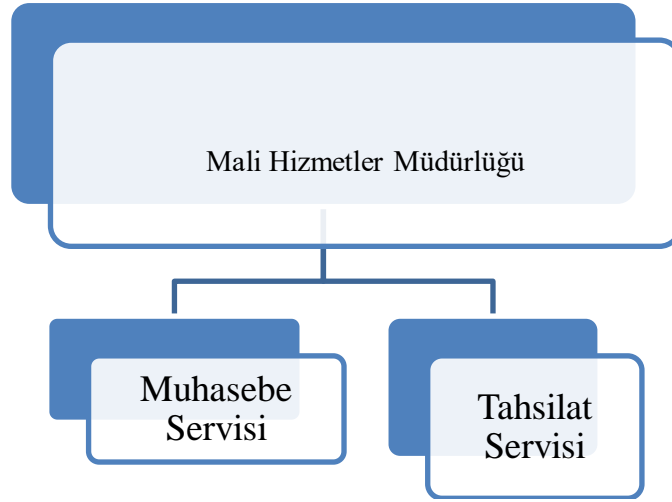 Mali Hizmetler Müdürlüğü
Muhasebe
Servisi
Tahsilat
Servisi